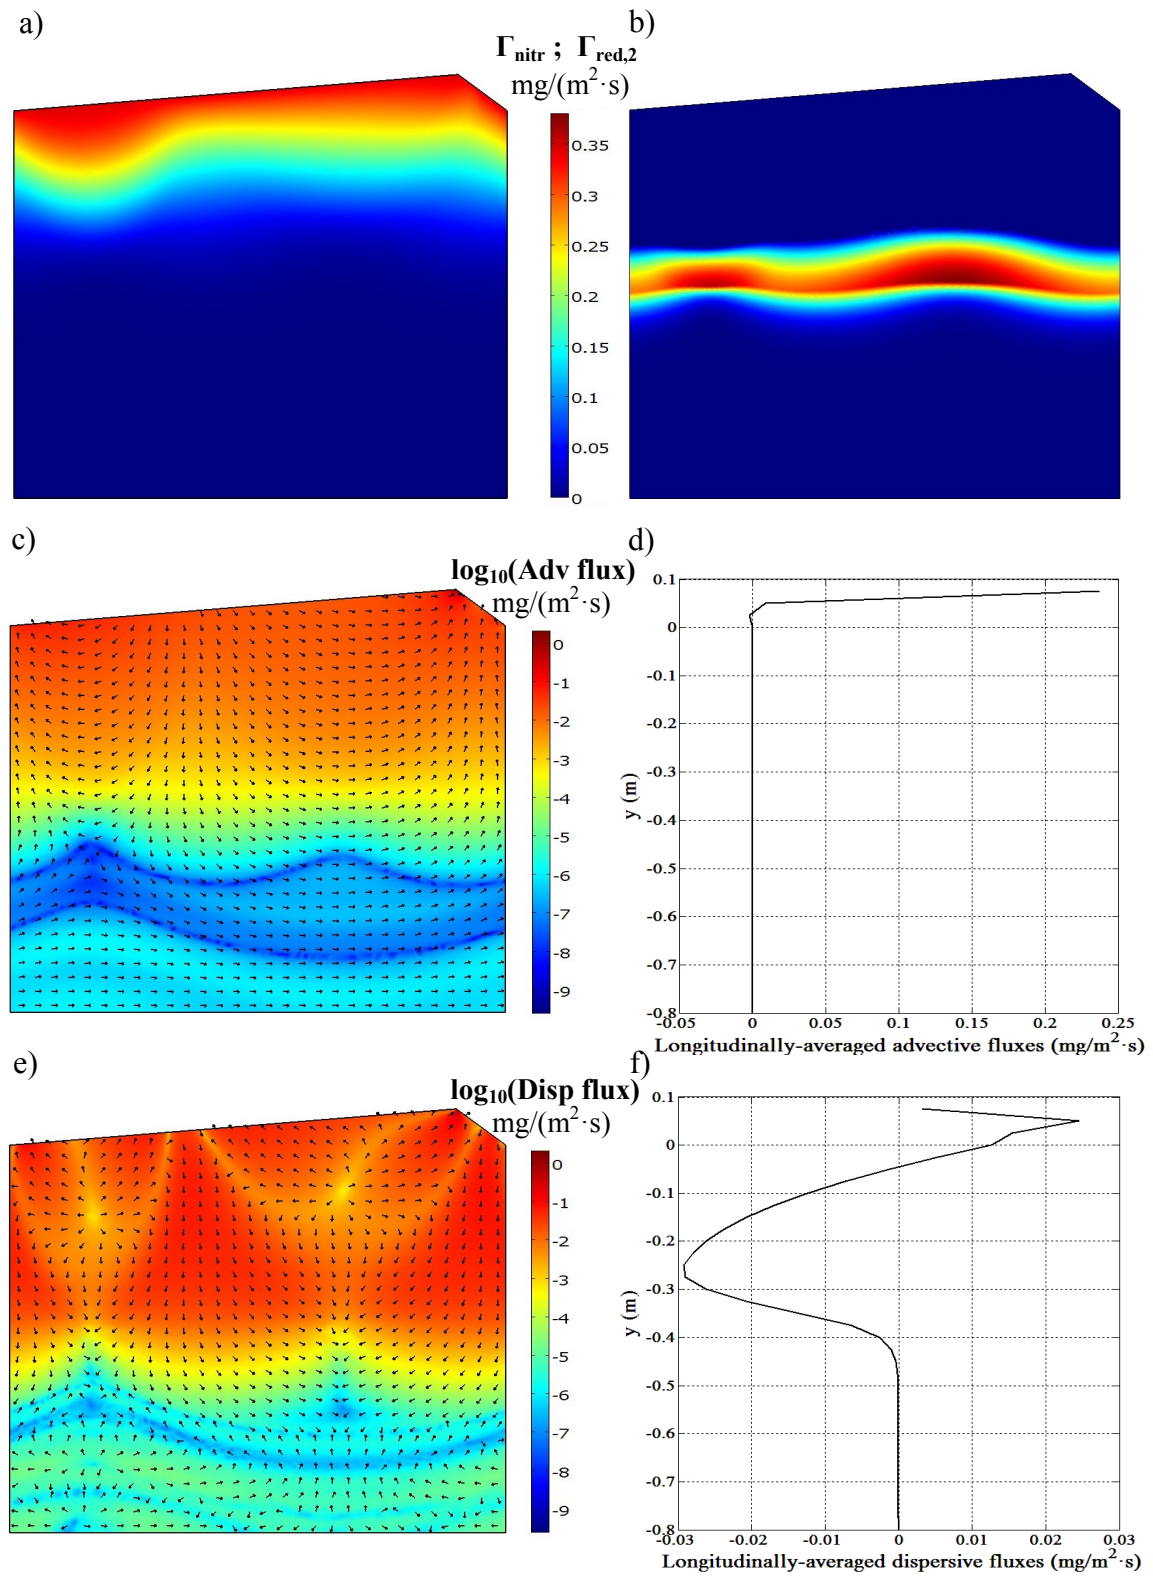 a)
b)
Γnitr ; Γred,2
mg/(m²·s)
0.35
0.3
0.25
0.2
0.15
0.1
0.05
0
c)
log₁₀(Adv flux)
mg/(m²·s)
0
-1
-2
-3
-4
-5
-6
-7
-8
-9
d)
0.1
0
-0.1
-0.2
-0.3
-0.4
-0.5
-0.6
-0.7
-0.8
y (m)
-0.05 0 0.05 0.1 0.15 0.2 0.25
Longitudinally-averaged advective fluxes (mg/m²·s)
e)
log₁₀(Disp flux)
mg/(m²·s)
0
-1
-2
-3
-4
-5
-6
-7
-8
-9
f)
0.1
0
-0.1
-0.2
-0.3
-0.4
-0.5
-0.6
-0.7
-0.8
y (m)
-0.03 -0.02 -0.01 0 0.01 0.02 0.03
Longitudinally-averaged dispersive fluxes (mg/m²·s)